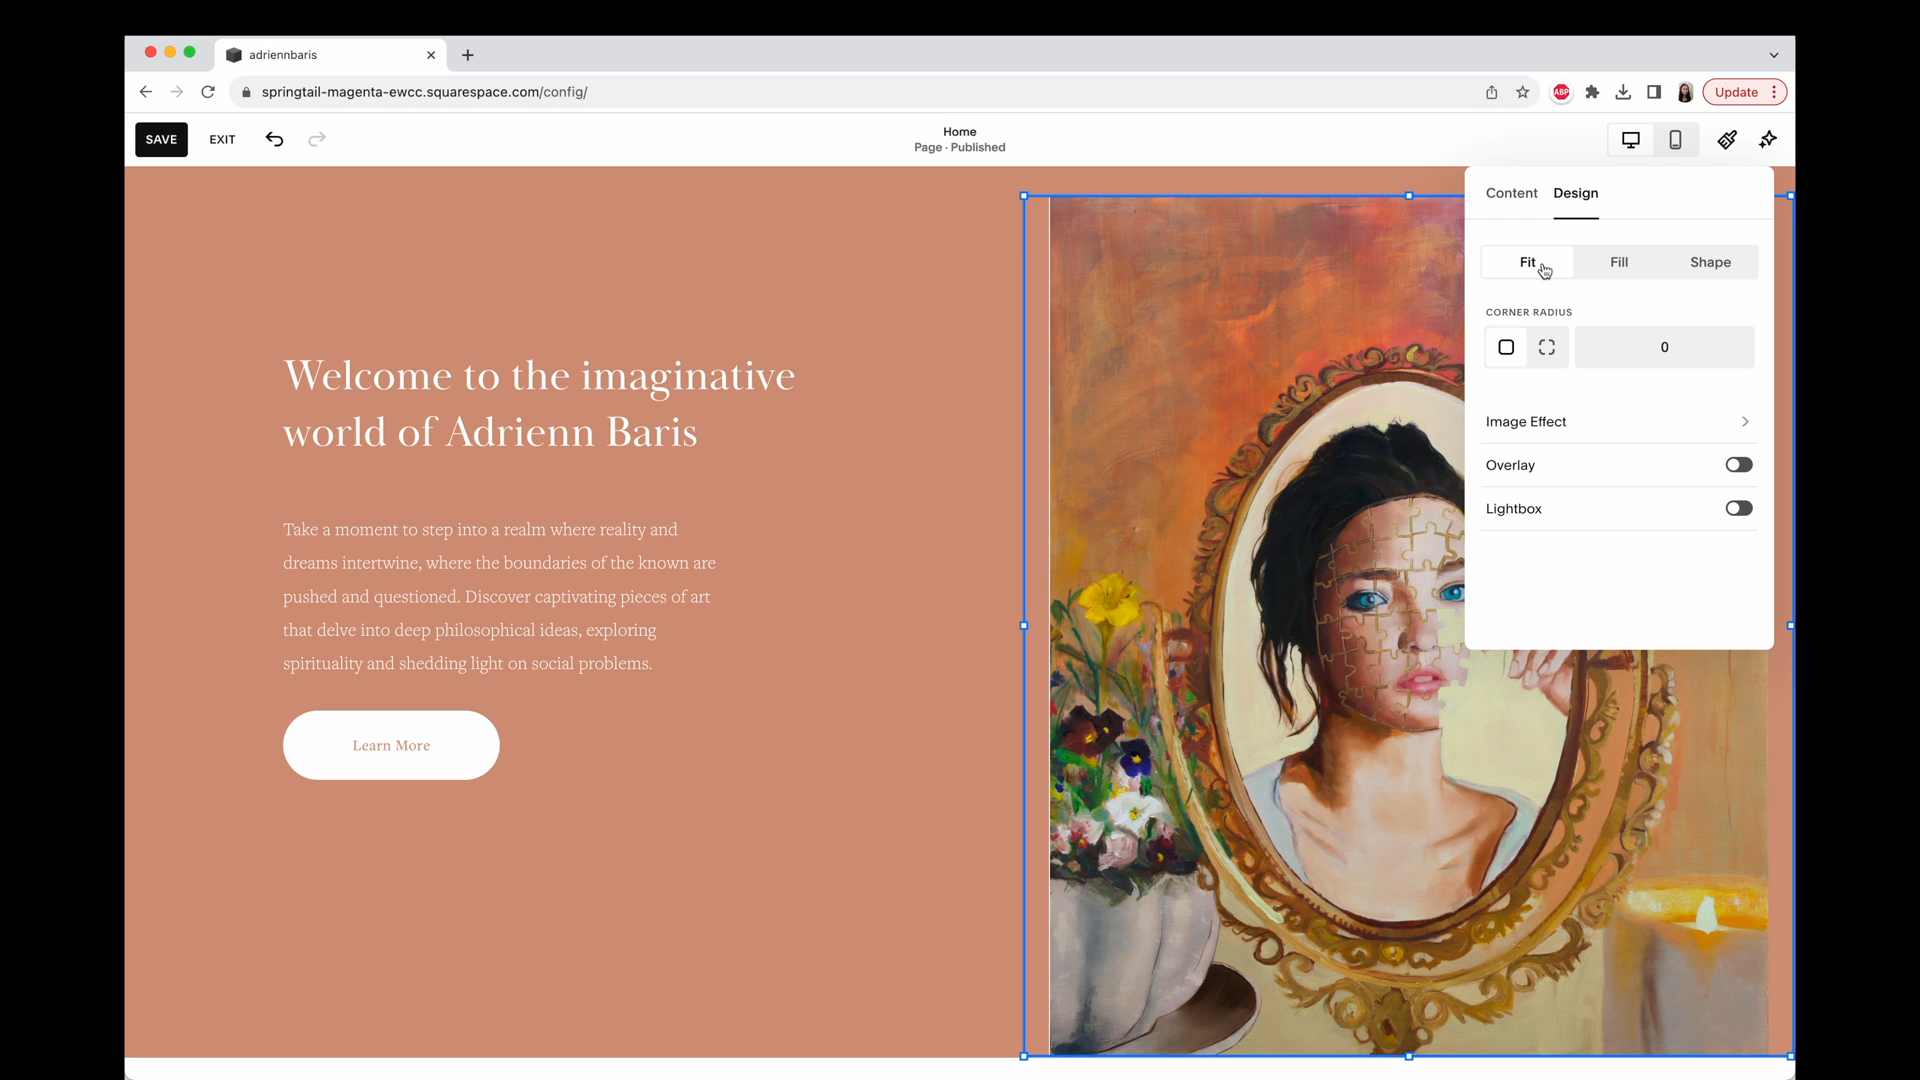 adriennbaris
springtail-magenta-ewcc.squarespace.com/config/
ABP
Update
SAVE
EXIT
Home
Page · Published
Content
Design
Fit
Fill
Shape
CORNER RADIUS
0
Image Effect
Overlay
Lightbox
Welcome to the imaginative
world of Adrienn Baris
Take a moment to step into a realm where reality and
dreams intertwine, where the boundaries of the known are
pushed and questioned. Discover captivating pieces of art
that delve into deep philosophical ideas, exploring
spirituality and shedding light on social problems.
Learn More